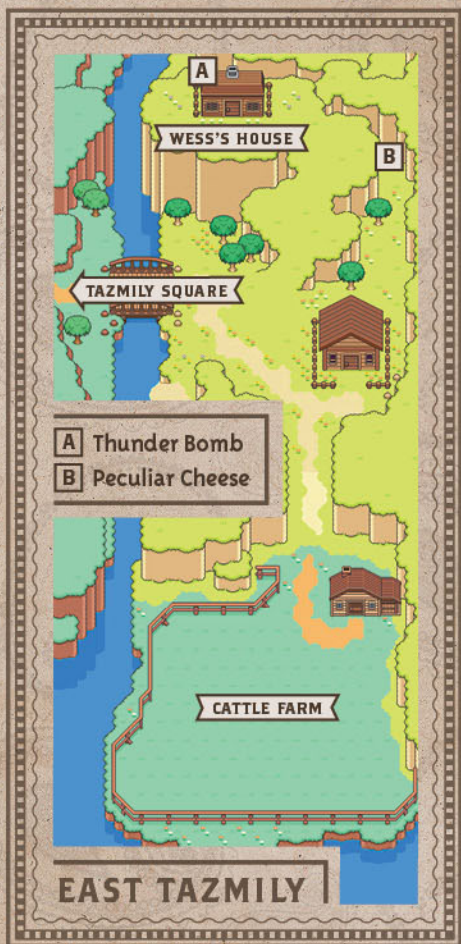 A
WESS'S HOUSE
B
TAZMILY SQUARE
A Thunder Bomb
B Peculiar Cheese
CATTLE FARM
EAST TAZMILY